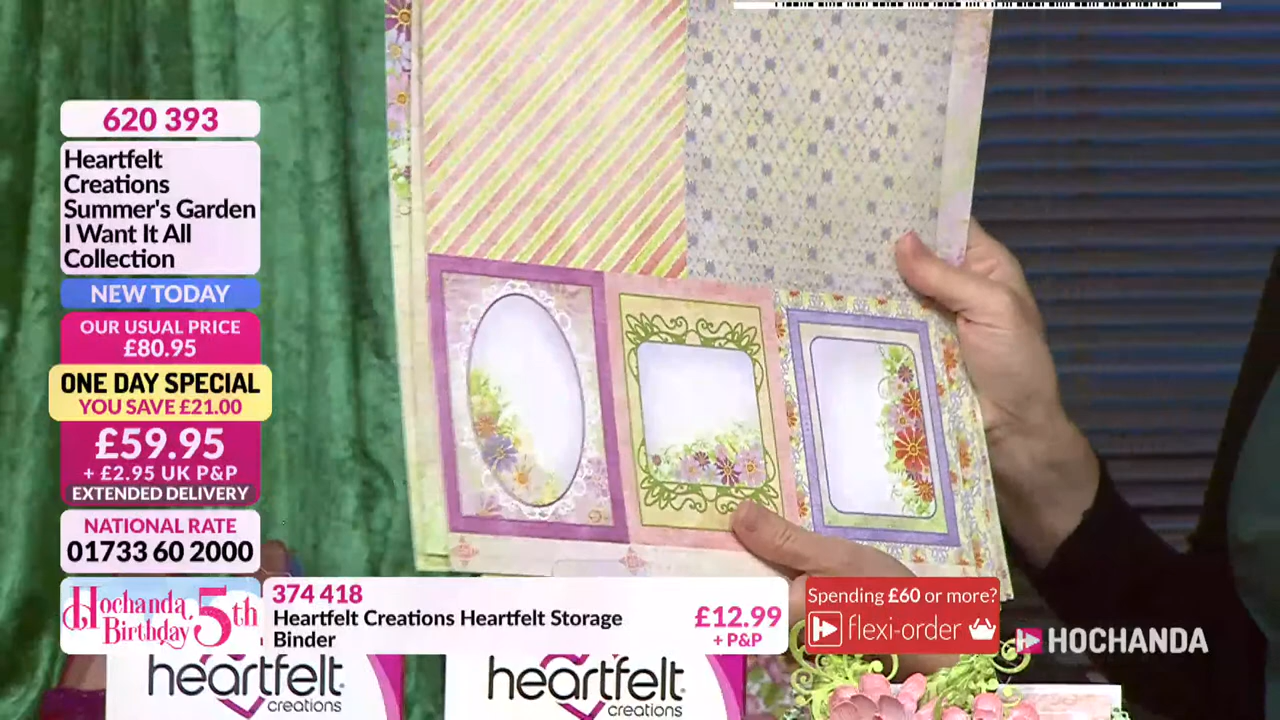 620 393
Heartfelt
Creations
Summer's Garden
I Want It All
Collection
NEW TODAY
OUR USUAL PRICE
£80.95
ONE DAY SPECIAL
YOU SAVE £21.00
£59.95
+ £2.95 UK P&P
EXTENDED DELIVERY
NATIONAL RATE
01733 60 2000
Hochanda
Birthday
5th
374 418
Heartfelt Creations Heartfelt Storage
Binder
£12.99
+ P&P
Spending £60 or more?
flexi-order
HOCHANDA
heartfelt
creations
heartfelt
creations